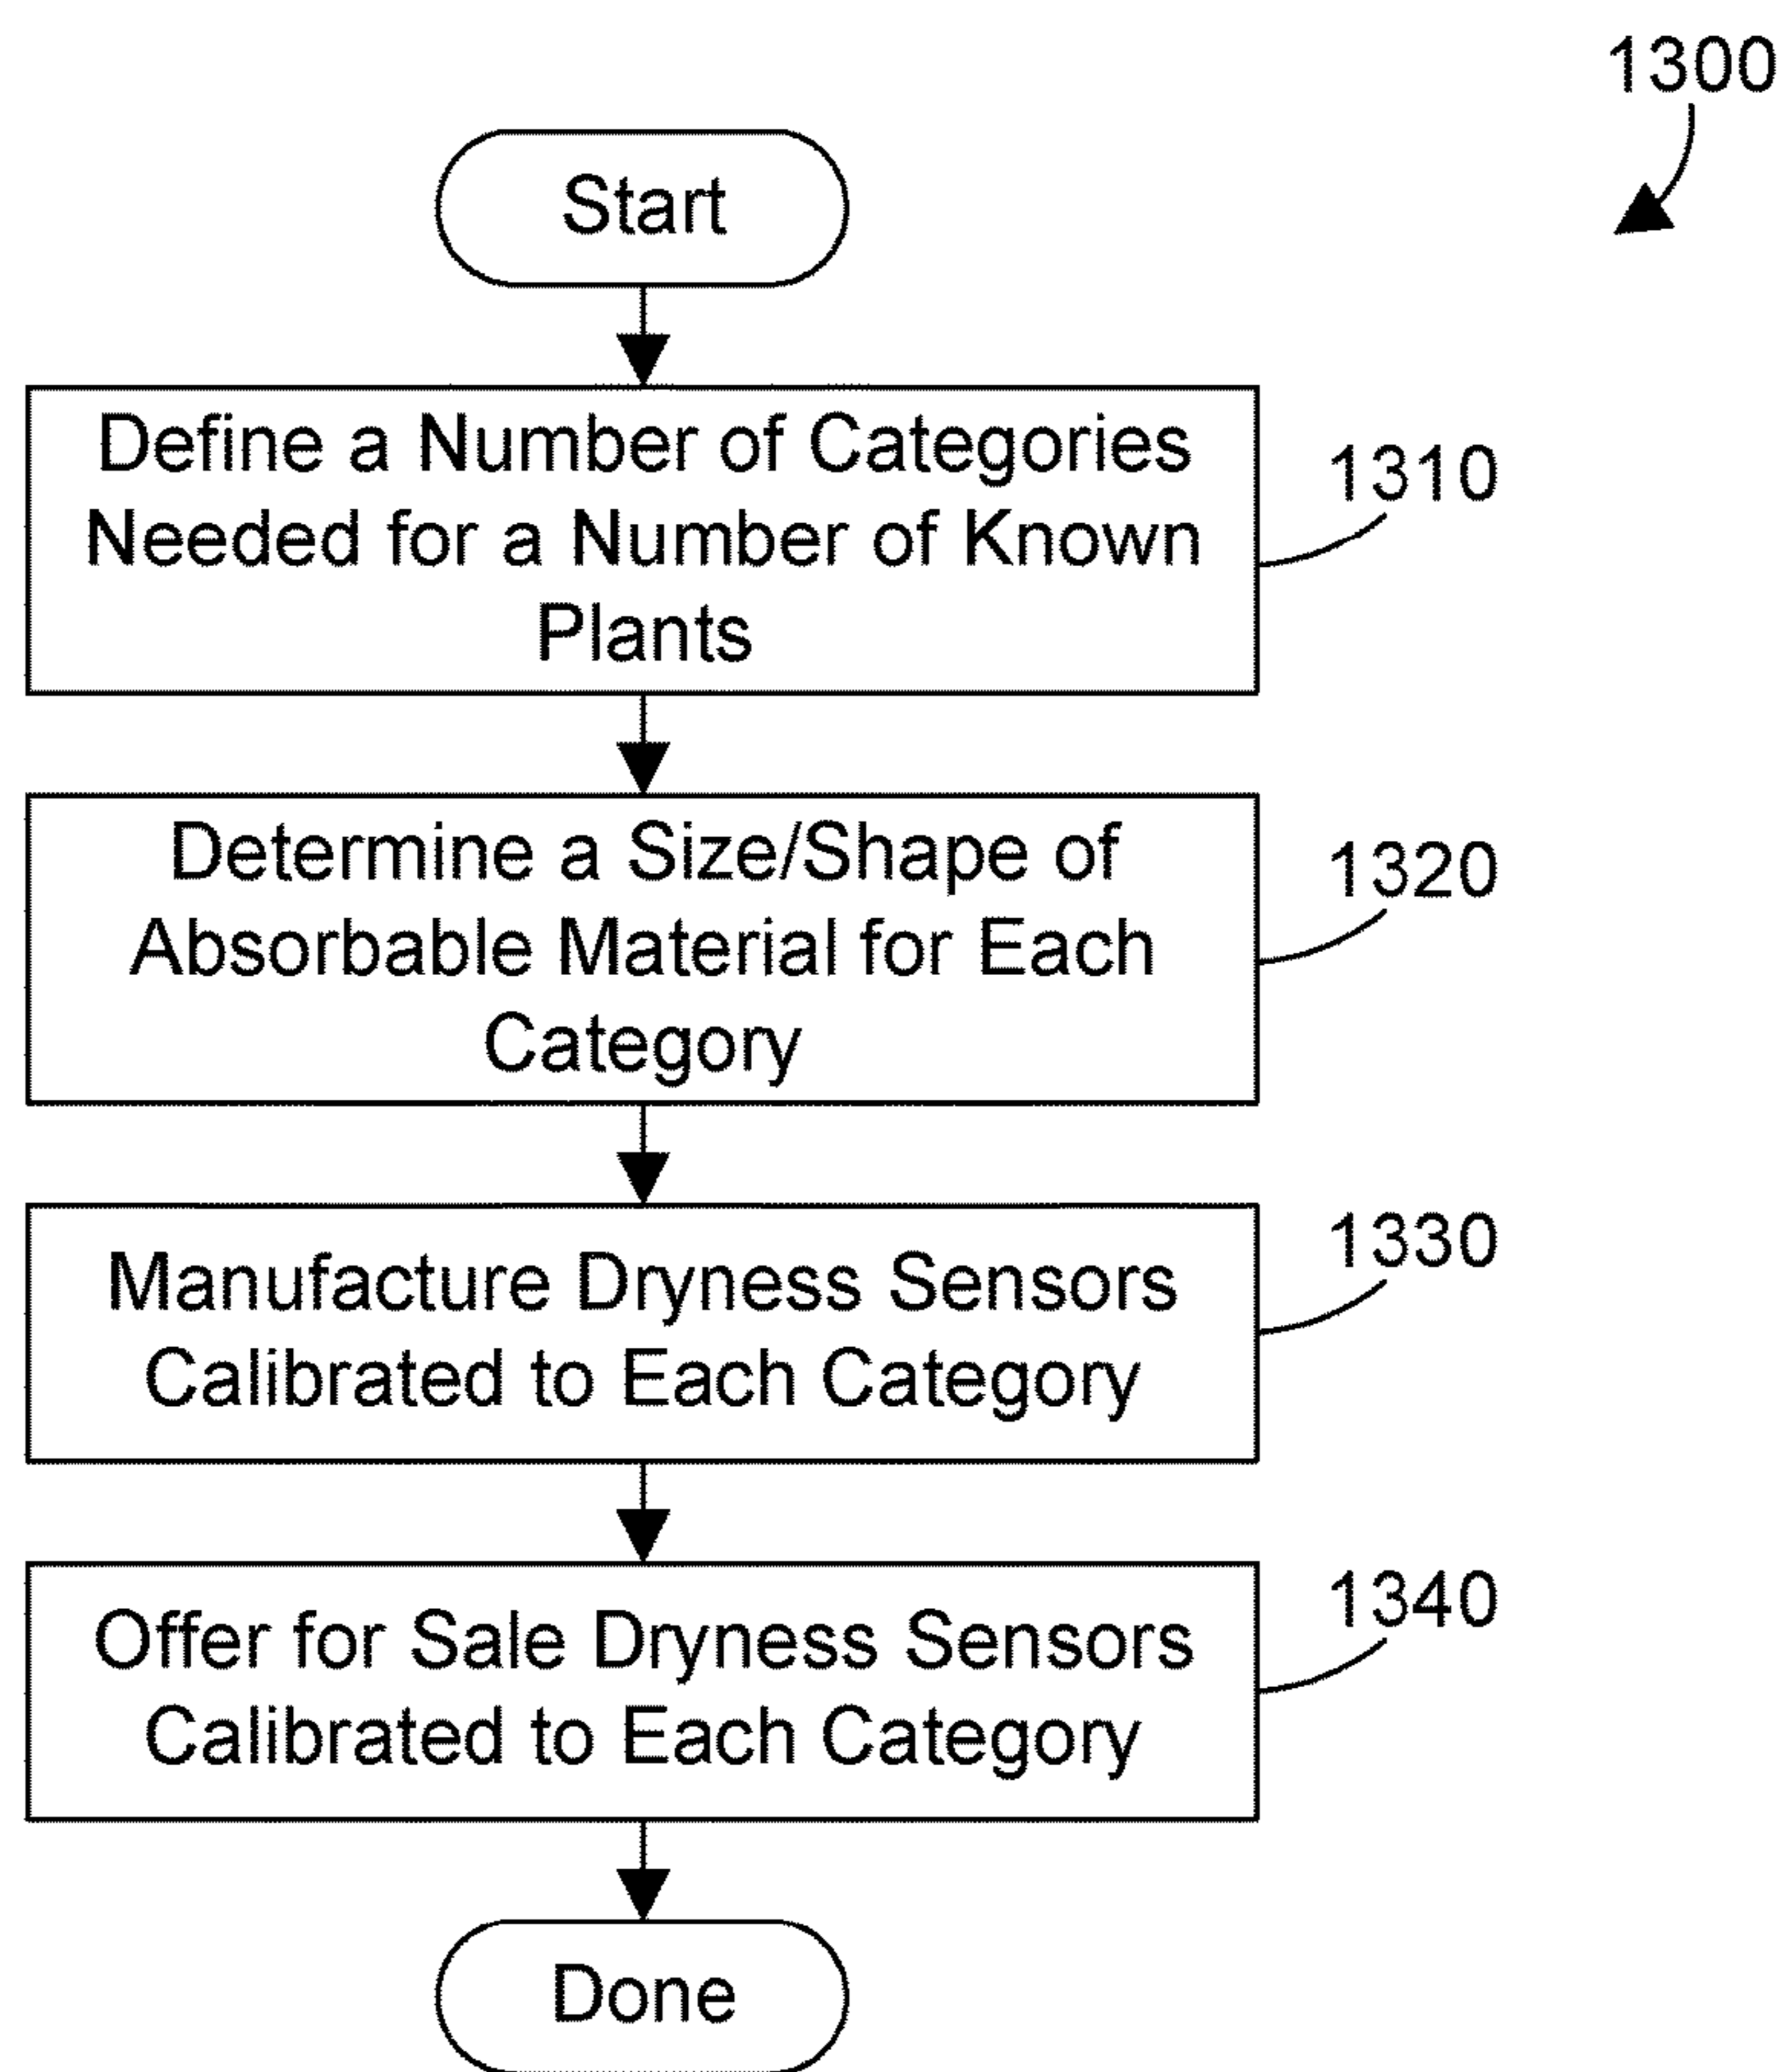 1300
Start
Define a Number of Categories
Needed for a Number of Known
Plants
1310
Determine a Size/Shape of
Absorbable Material for Each
Category
1320
Manufacture Dryness Sensors
Calibrated to Each Category
1330
Offer for Sale Dryness Sensors
Calibrated to Each Category
1340
Done